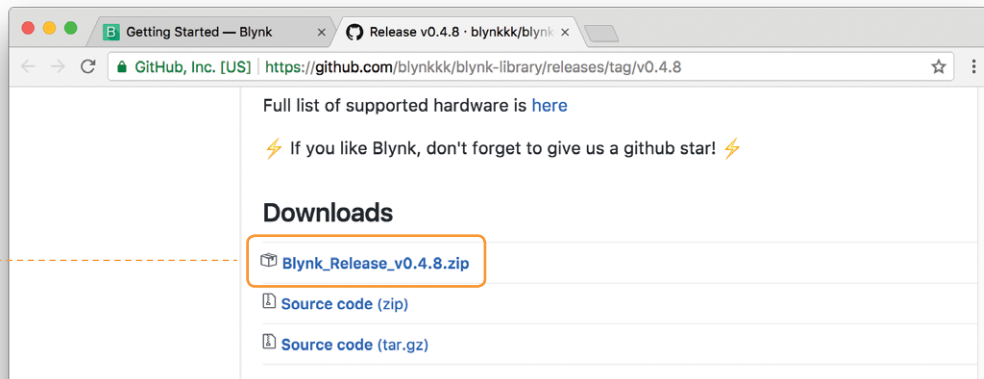 Getting Started — Blynk ×
Release v0.4.8 · blynkkk/blynk ×
GitHub, Inc. [US] | https://github.com/blynkkk/blynk-library/releases/tag/v0.4.8
Full list of supported hardware is here
⚡ If you like Blynk, don't forget to give us a github star! ⚡
Downloads
Blynk_Release_v0.4.8.zip
Source code (zip)
Source code (tar.gz)